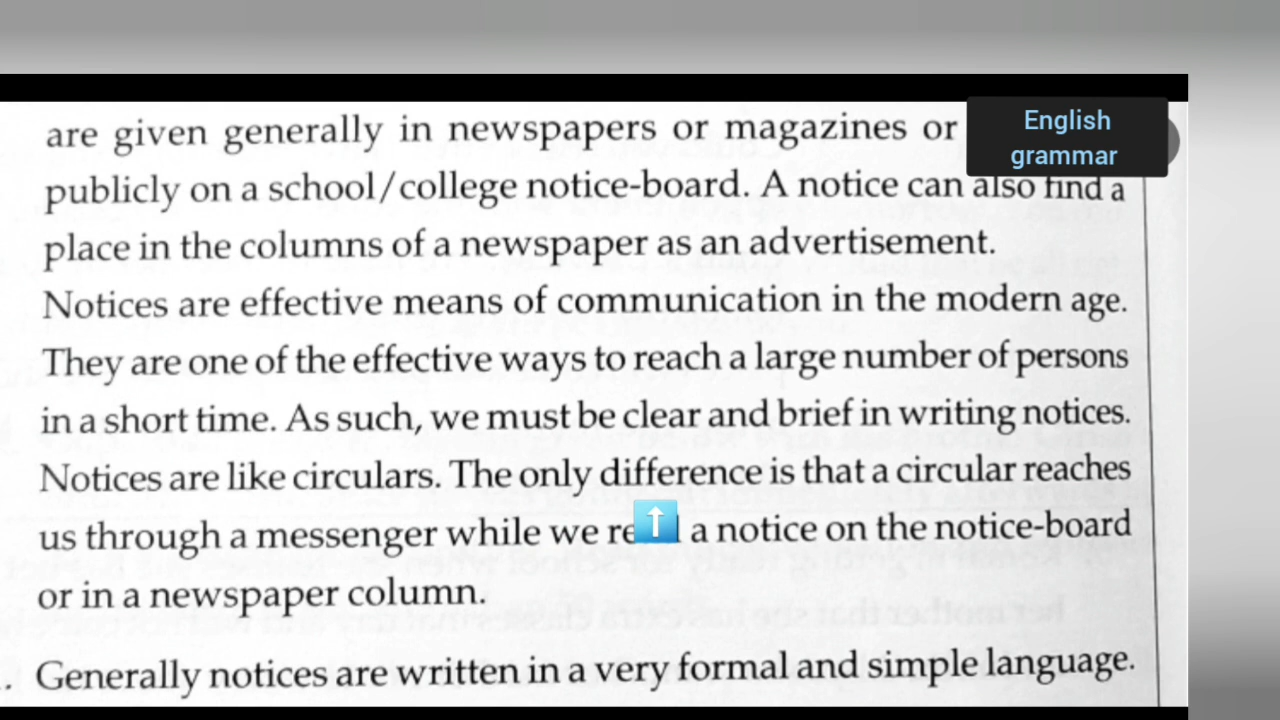 are given generally in newspapers or magazines or
English
grammar
publicly on a school/college notice-board. A notice can also find a
place in the columns of a newspaper as an advertisement.
Notices are effective means of communication in the modern age.
They are one of the effective ways to reach a large number of persons
in a short time. As such, we must be clear and brief in writing notices.
Notices are like circulars. The only difference is that a circular reaches
us through a messenger while we a notice on the notice-board
or in a newspaper column.
Generally notices are written in a very formal and simple language.